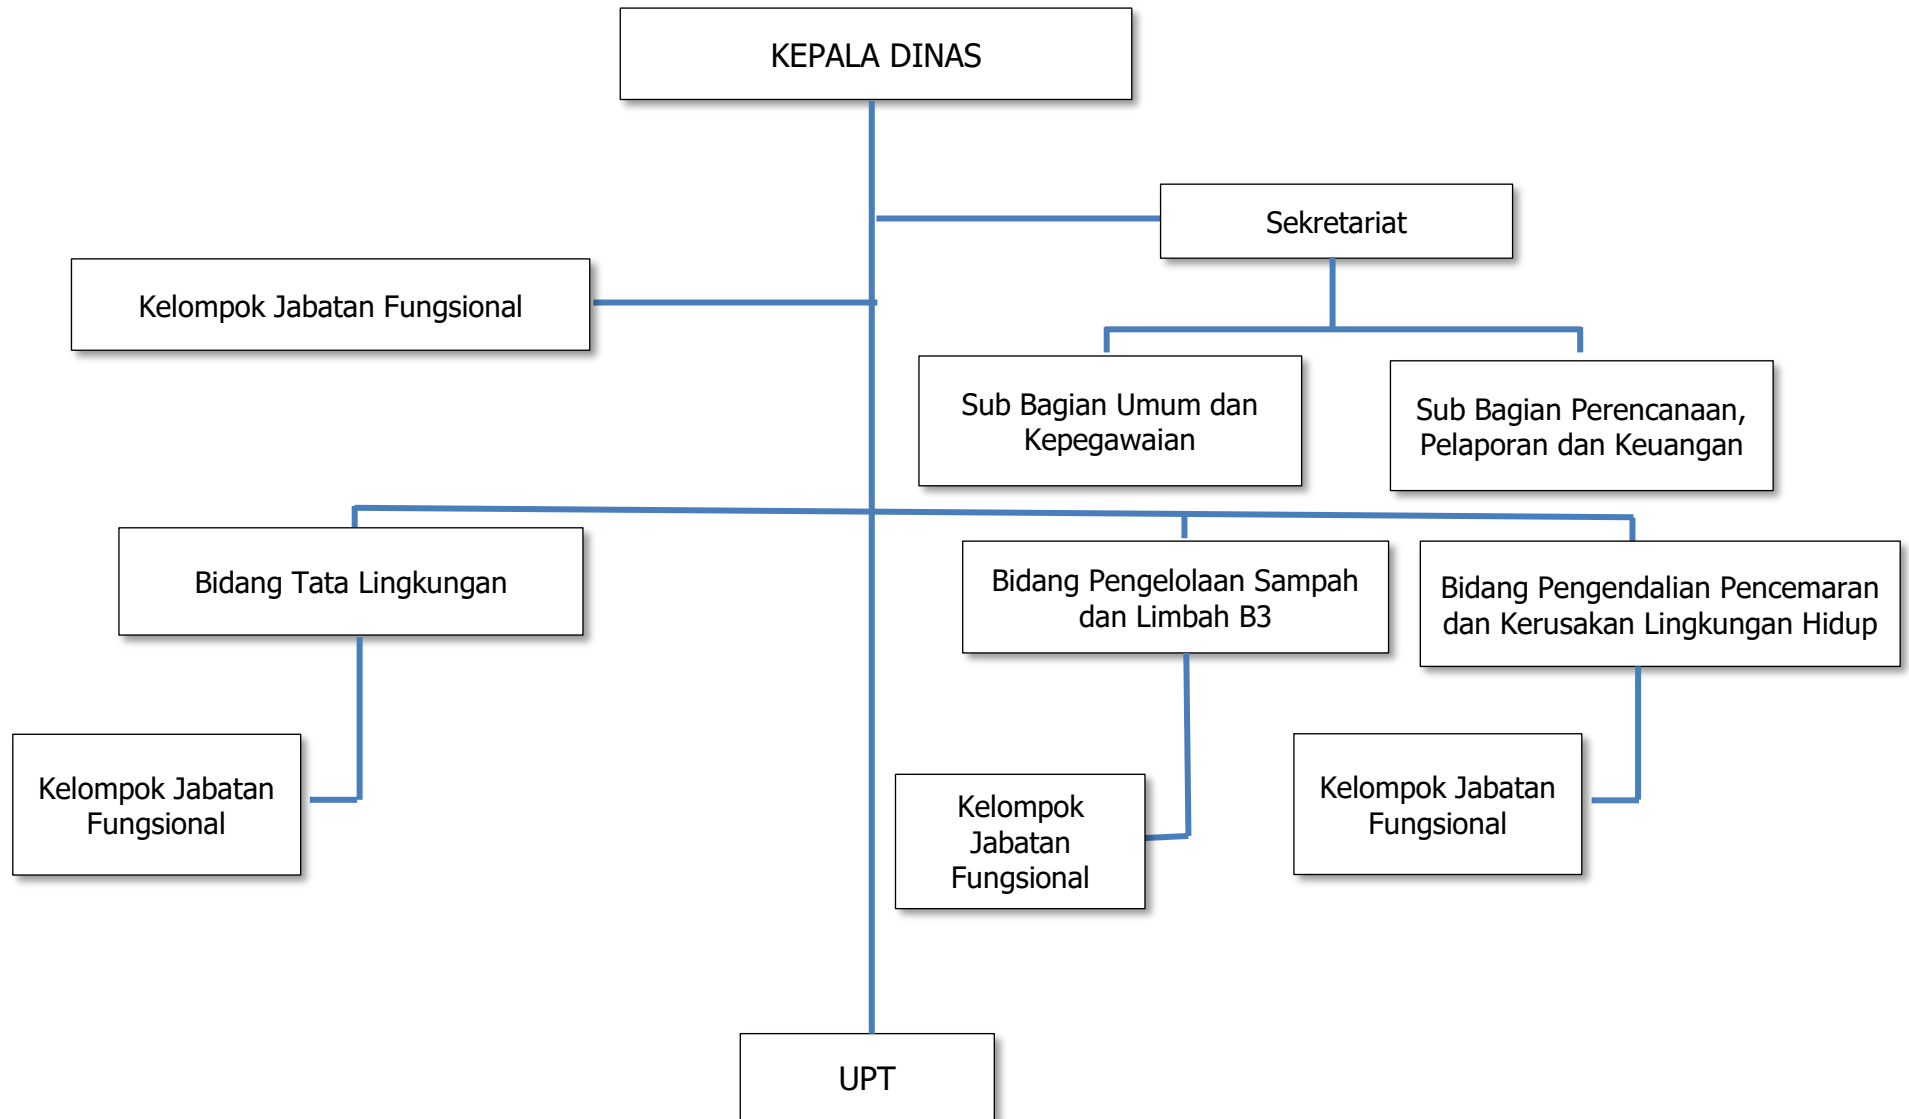 KEPALA DINAS
Sekretariat
Kelompok Jabatan Fungsional
Sub Bagian Umum dan
Kepegawaian
Sub Bagian Perencanaan,
Pelaporan dan Keuangan
Bidang Tata Lingkungan
Bidang Pengelolaan Sampah
dan Limbah B3
Bidang Pengendalian Pencemaran
dan Kerusakan Lingkungan Hidup
Kelompok Jabatan
Fungsional
Kelompok
Jabatan
Fungsional
Kelompok Jabatan
Fungsional
UPT